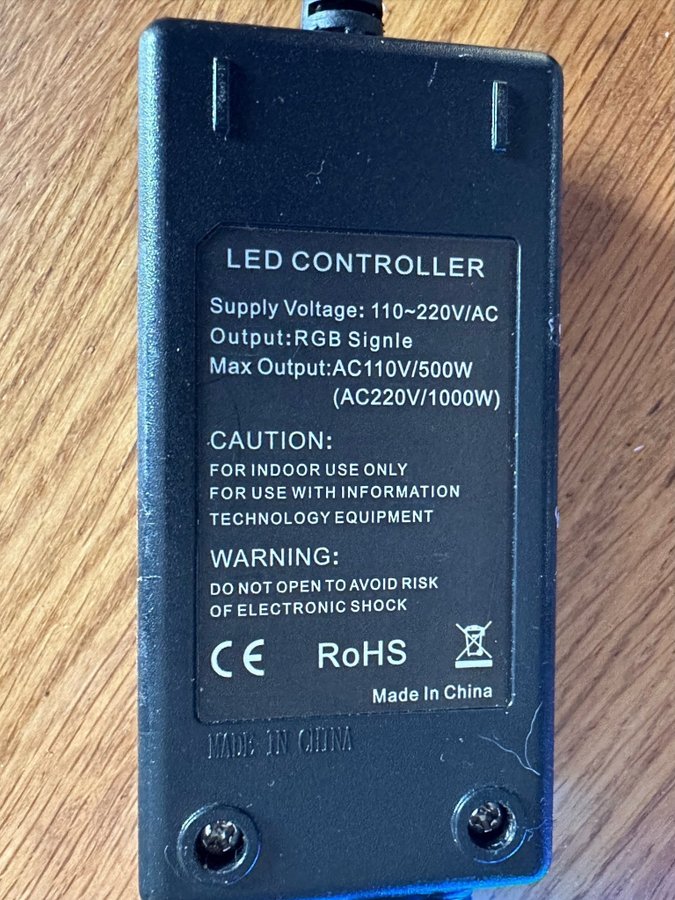 LED CONTROLLER
Supply Voltage: 110~220V/AC
Output:RGB Signle
Max Output:AC110V/500W
(AC220V/1000W)
CAUTION:
FOR INDOOR USE ONLY
FOR USE WITH INFORMATION
TECHNOLOGY EQUIPMENT
WARNING:
DO NOT OPEN TO AVOID RISK
OF ELECTRONIC SHOCK
CE RoHS
Made In China
MADE IN CHINA